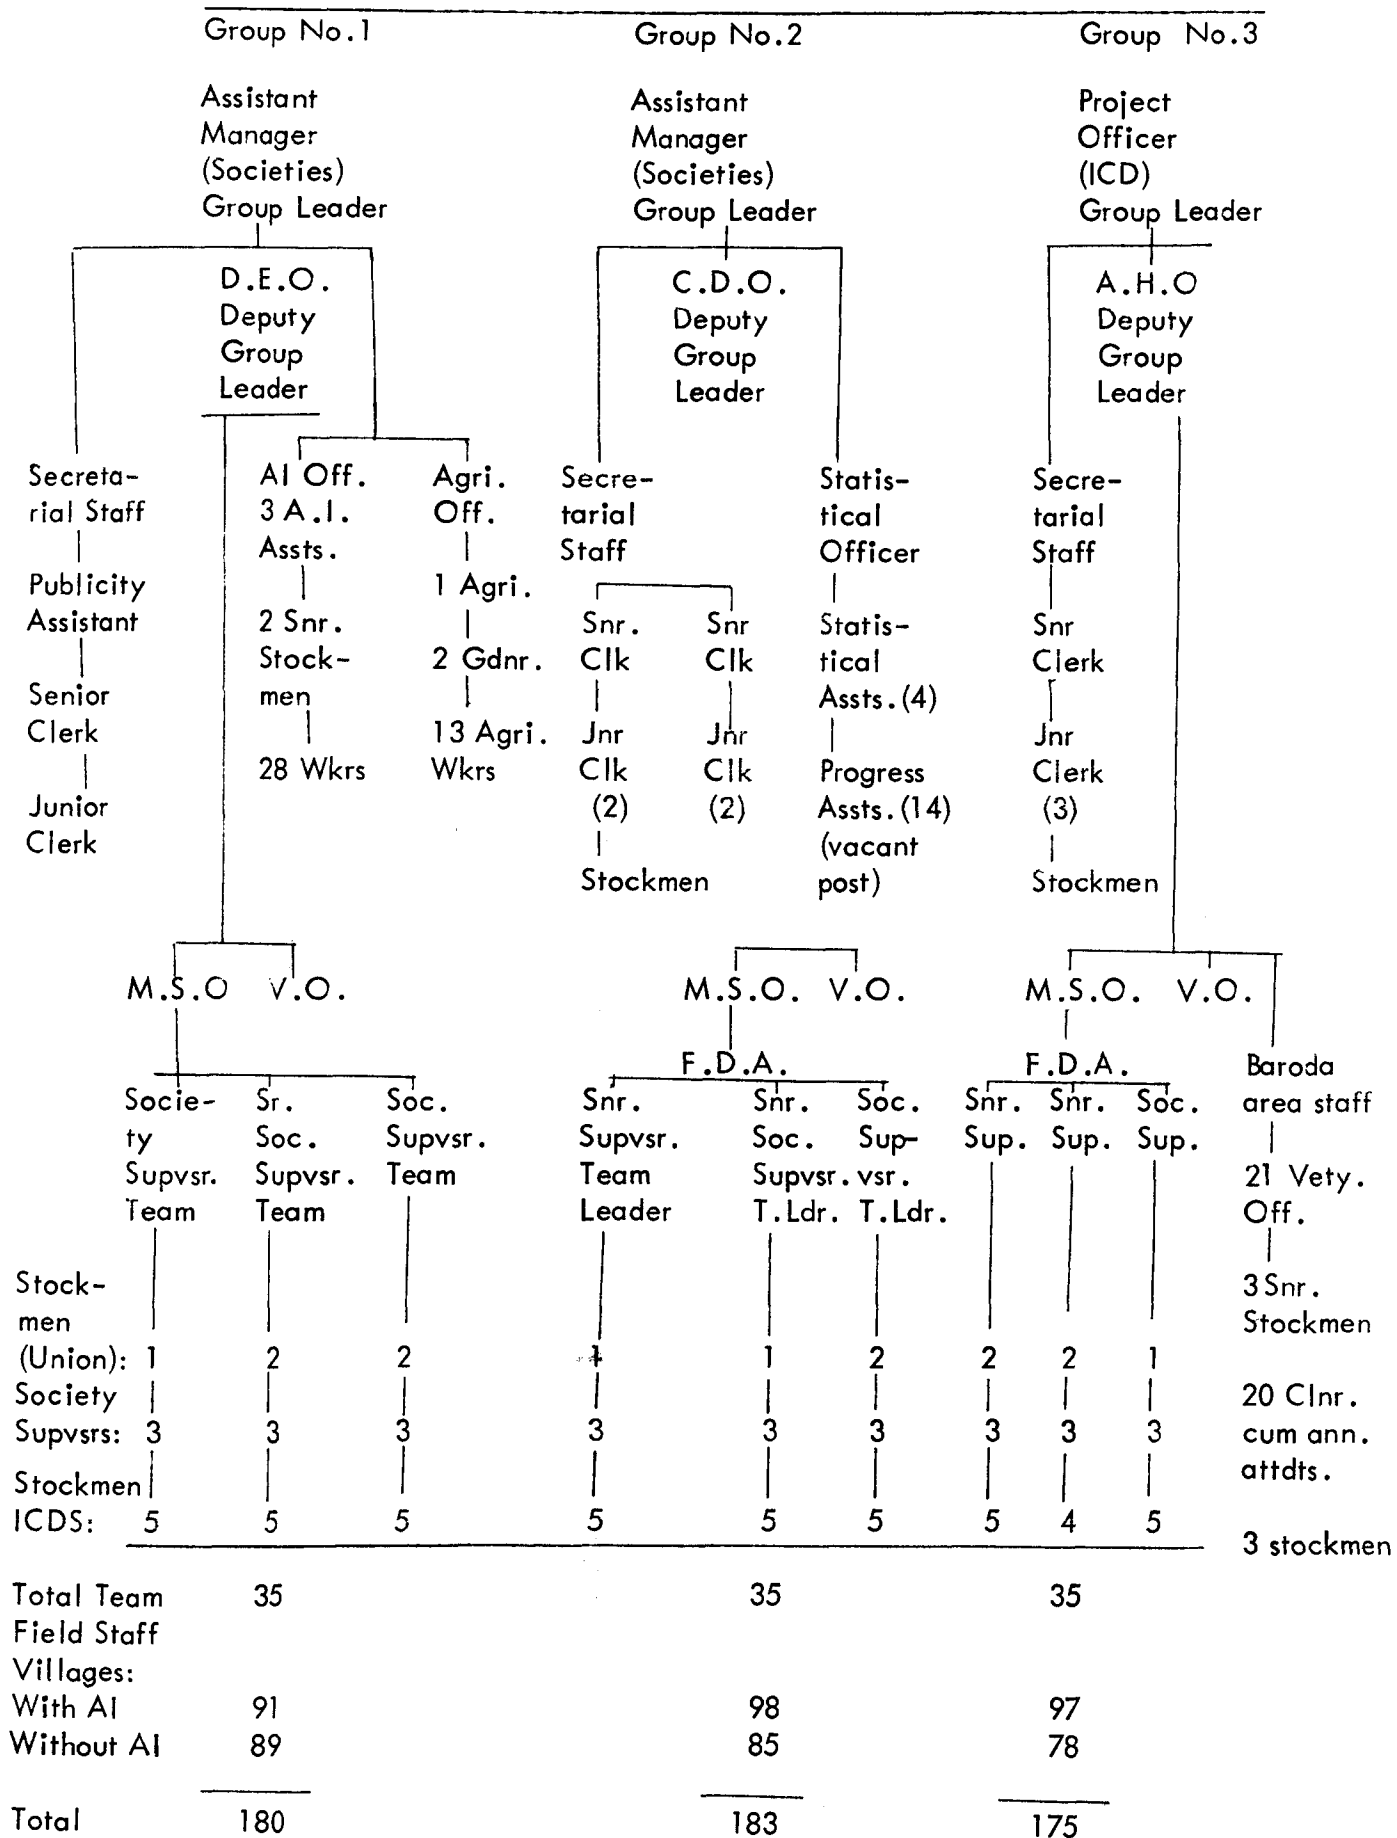 Group No.1 Group No.2 Group No.3
Assistant Assistant Project
Manager Manager Officer
(Societies) (Societies) (ICD)
Group Leader Group Leader Group Leader
D.E.O. C.D.O. A.H.O
Deputy Deputy Deputy
Group Group Group
Leader Leader Leader
Secreta- AI Off. Agri. Secre- Statis- Secre-
rial Staff 3 A.I. Off. tarial tical tarial
Assts. Staff Officer Staff
Publicity 1 Agri.
Assistant 2 Snr. Snr. Snr Statis- Snr
Stock- 2 Gdnr. Clk Clk tical Clerk
Senior men Assts.(4)
Clerk 13 Agri. Jnr Jnr Jnr
28 Wkrs Wkrs Clk Clk Progress Clerk
Junior (2) (2) Assts.(14) (3)
Clerk (vacant
Stockmen post) Stockmen
M.S.O V.O. M.S.O. V.O. M.S.O. V.O.
F.D.A. F.D.A. Baroda
Socie- Sr. Soc. Snr. Snr. Soc. Snr. Snr. Soc. area staff
ty Soc. Supvsr. Supvsr. Soc. Sup- Sup. Sup. Sup.
Supvsr. Supvsr. Team Team Supvsr. vsr. 21 Vety.
Team Team Leader T.Ldr. T.Ldr. Off.
Stock- 3 Snr.
men Stockmen
(Union): 1 2 2 1 2 2 2 1
Society 20 Clnr.
Supvsrs: 3 3 3 3 3 3 3 3 3 cum ann.
Stockmen attdts.
ICDS: 5 5 5 5 5 5 5 4 5
3 stockmen
Total Team 35 35 35
Field Staff
Villages:
With AI 91 98 97
Without AI 89 85 78
Total 180 183 175